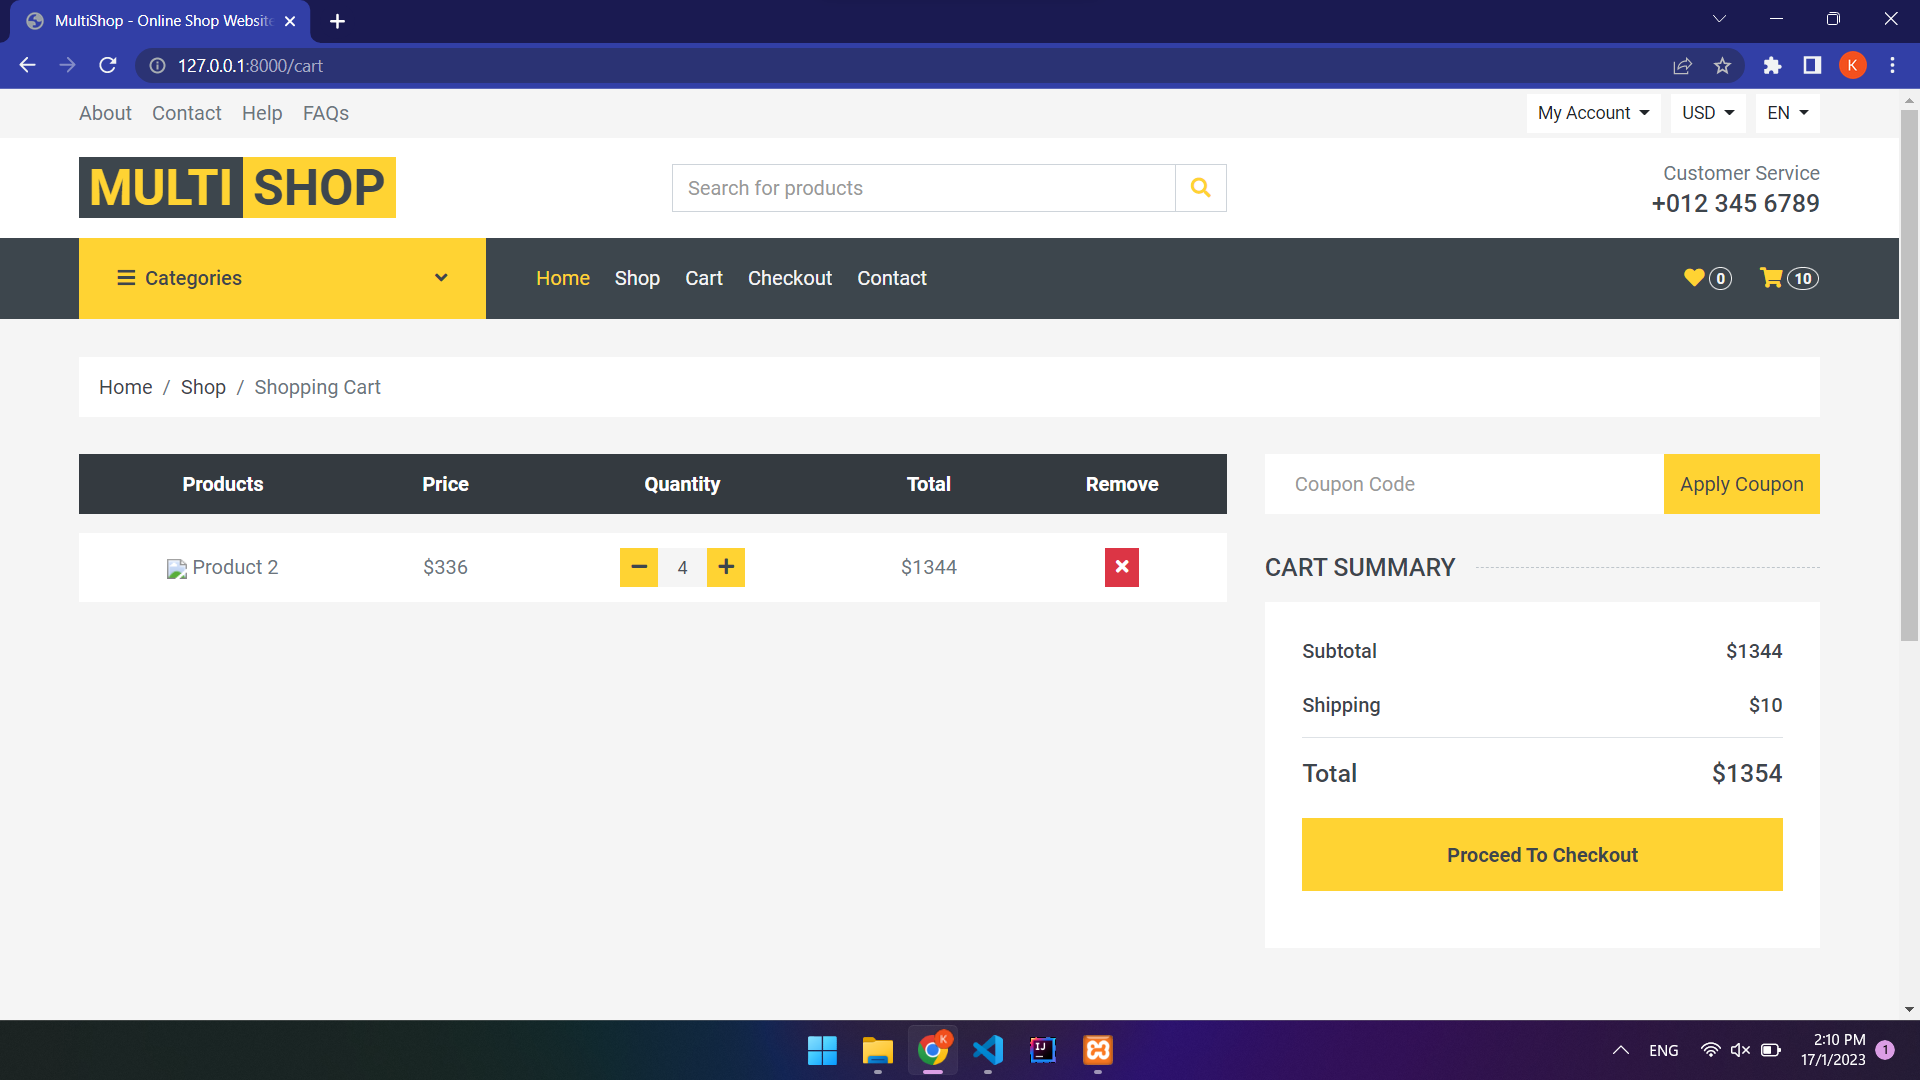 MultiShop - Online Shop Website
127.0.0.1:8000/cart
K
About Contact Help FAQs
My Account USD EN
MULTI SHOP
Search for products
Customer Service
+012 345 6789
Categories
Home Shop Cart Checkout Contact
0 10
Home / Shop / Shopping Cart
Products Price Quantity Total Remove
Product 2 $336 4 $1344
Coupon Code
Apply Coupon
CART SUMMARY
Subtotal $1344
Shipping $10
Total $1354
Proceed To Checkout
K
IJ
ENG
2:10 PM
17/1/2023
1